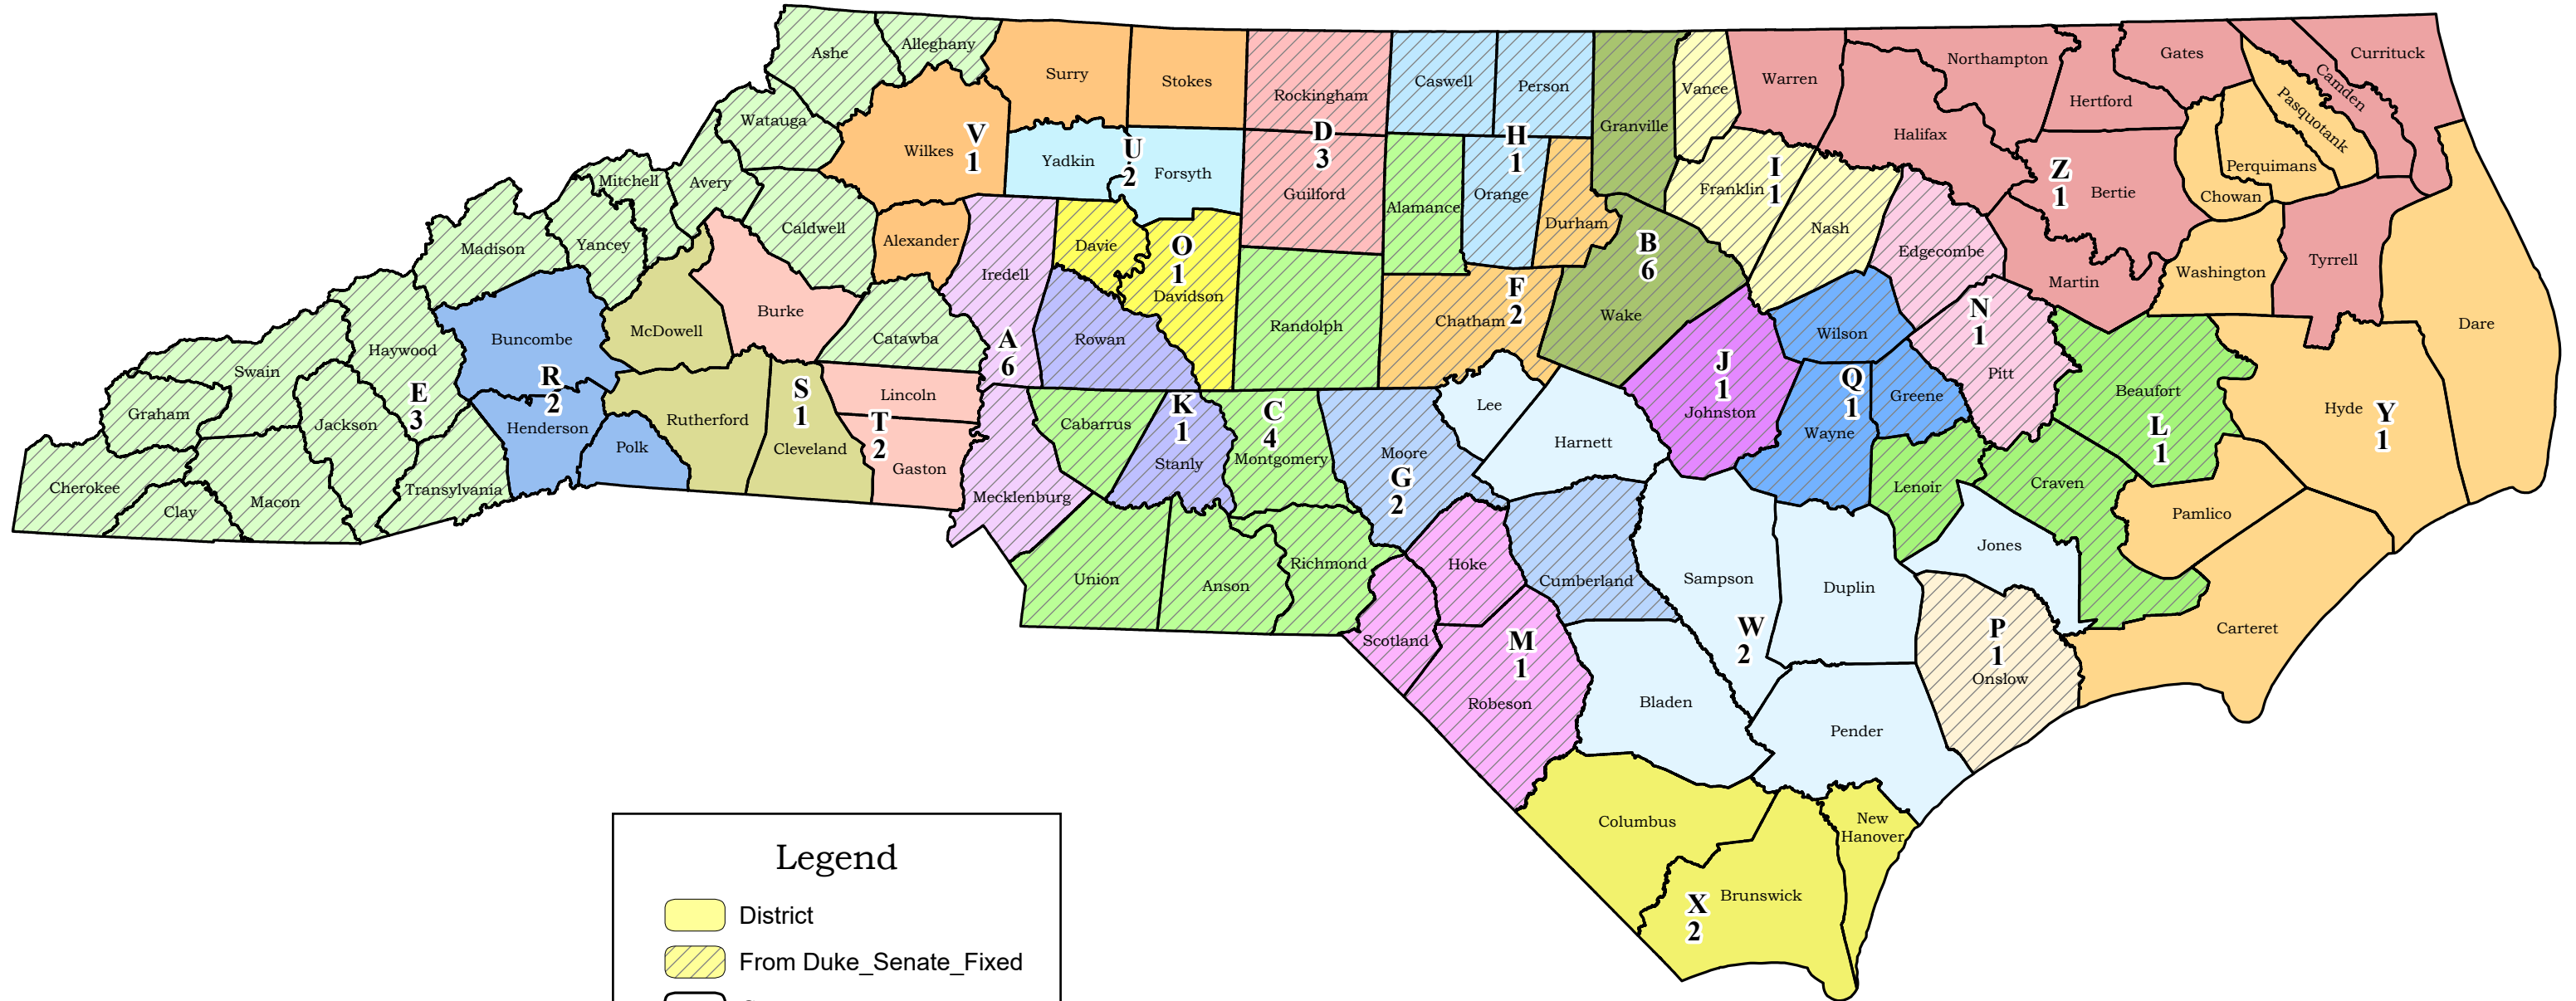 Ashe
Alleghany
Surry
Stokes
Rockingham
Caswell
Person
Granville
Vance
Warren
Northampton
Gates
Currituck
Camden
Pasquotank
Hertford
Halifax
Perquimans
Chowan
Bertie
Z
1
Watauga
Wilkes
V
1
Yadkin
U
2
Forsyth
D
3
Guilford
Alamance
H
1
Orange
Durham
Franklin
I
1
Nash
Edgecombe
Martin
Washington
Tyrrell
Dare
Mitchell
Avery
Caldwell
Alexander
Iredell
Davie
O
1
Davidson
Randolph
Chatham
F
2
B
6
Wake
Wilson
N
1
Pitt
Beaufort
L
1
Hyde
Y
1
Madison
Yancey
Buncombe
McDowell
Burke
Catawba
A
6
Rowan
Lee
Harnett
J
1
Johnston
Q
1
Wayne
Greene
Lenoir
Craven
Pamlico
Swain
Haywood
Graham
Jackson
E
3
R
2
Henderson
Polk
Rutherford
S
1
Cleveland
Lincoln
T
2
Gaston
Mecklenburg
Cabarrus
K
1
Stanly
C
4
Montgomery
Moore
G
2
Cherokee
Clay
Macon
Transylvania
Union
Anson
Richmond
Hoke
Cumberland
Sampson
Duplin
Jones
Carteret
Scotland
M
1
Robeson
Bladen
W
2
Pender
P
1
Onslow
Columbus
New
Hanover
Brunswick
X
2
Legend
District
From Duke_Senate_Fixed